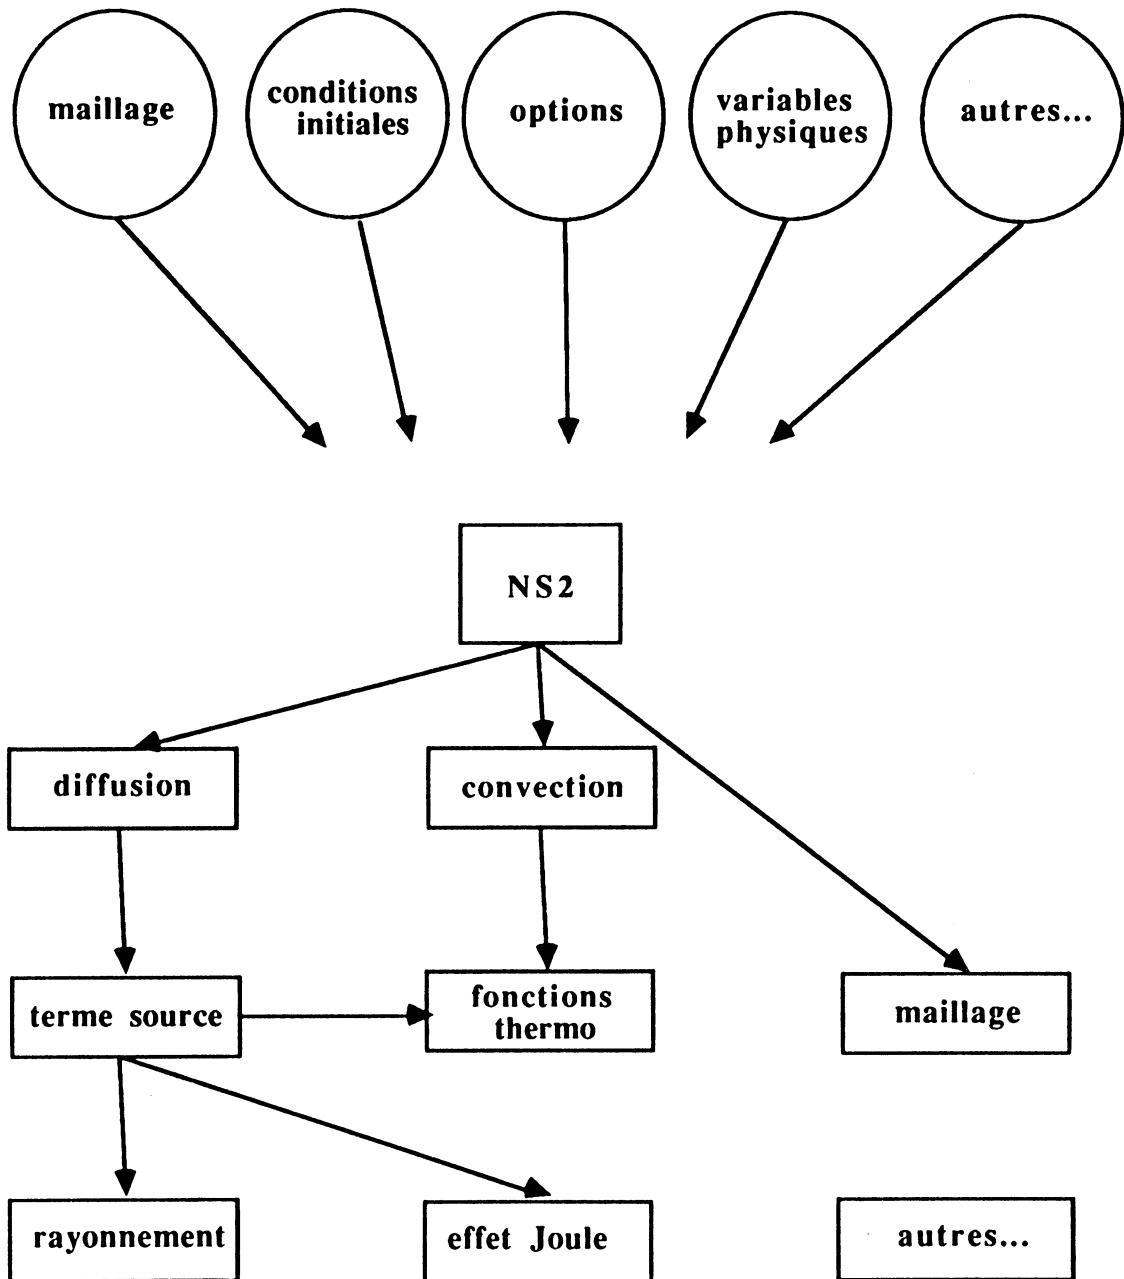 maillage
conditions
initiales
options
variables
physiques
autres...
NS2
diffusion
convection
terme source
fonctions
thermo
maillage
rayonnement
effet Joule
autres...